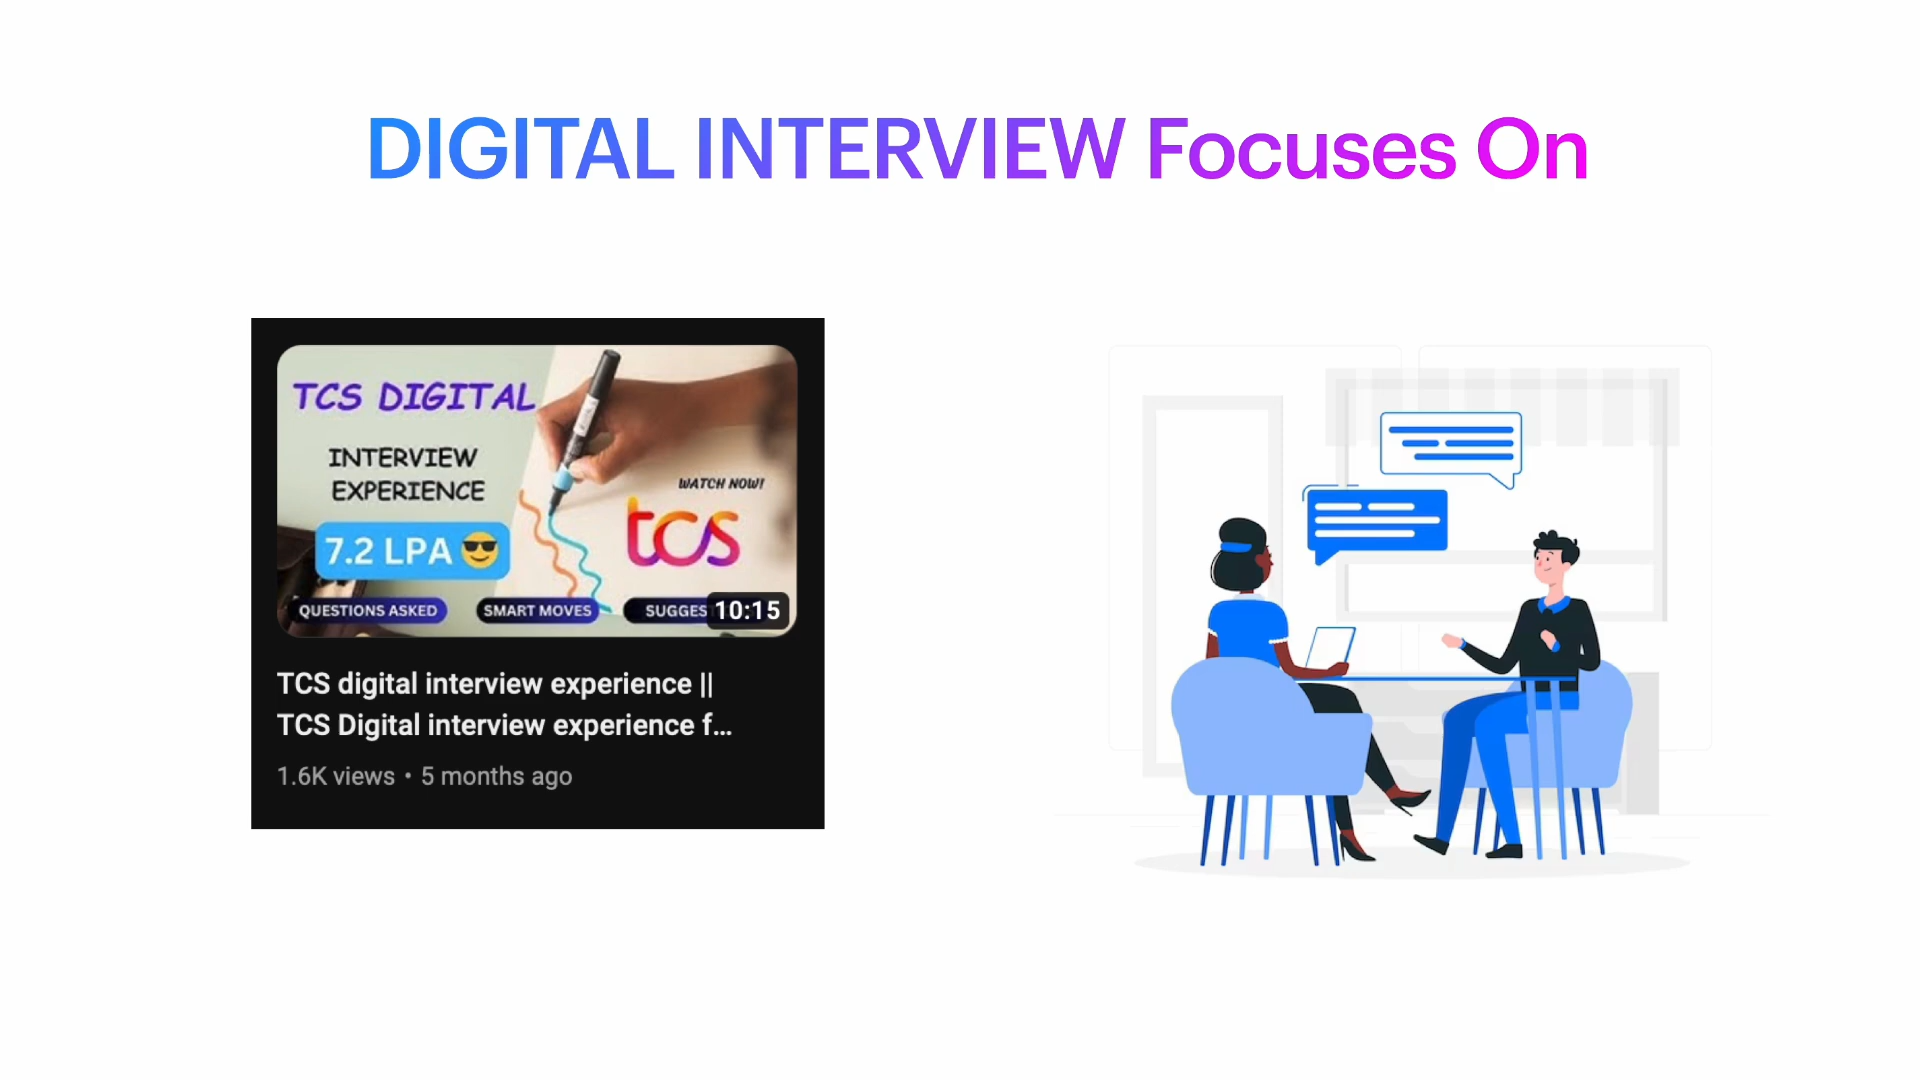 DIGITAL INTERVIEW Focuses On
TCS DIGITAL
INTERVIEW
EXPERIENCE
WATCH NOW!
tcs
7.2 LPA
QUESTIONS ASKED
SMART MOVES
10:15
TCS digital interview experience ||
TCS Digital interview experience f...
1.6K views • 5 months ago